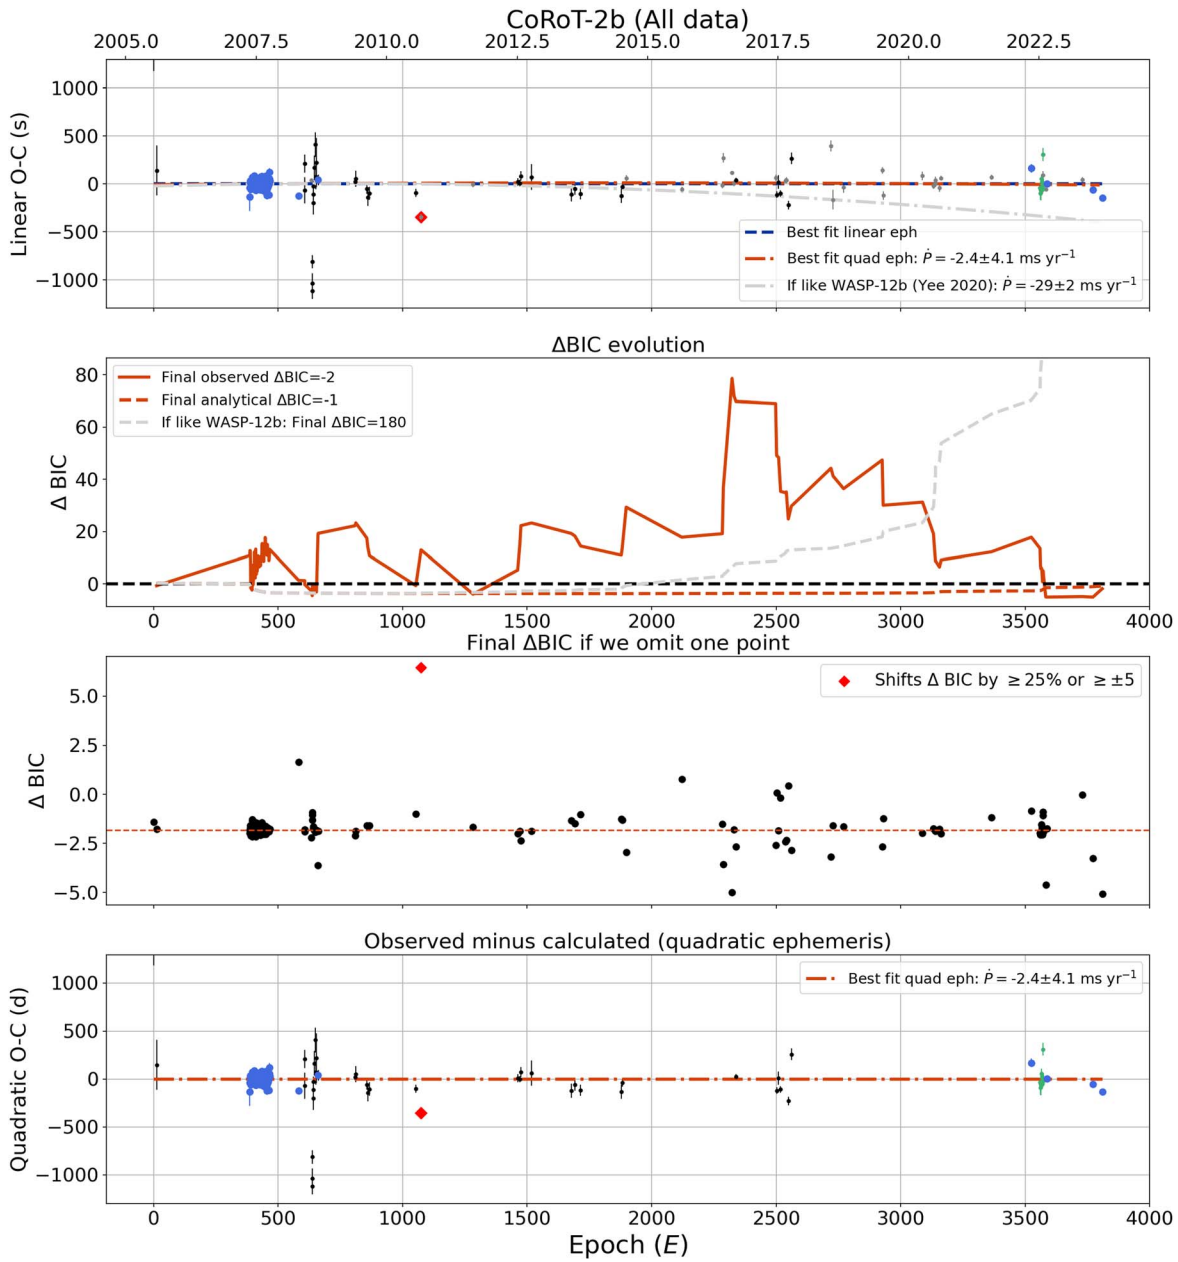 CoRoT-2b (All data)
2005.0 2007.5 2010.0 2012.5 2015.0 2017.5 2020.0 2022.5
Linear O-C (s)
1000
500
0
−500
−1000
Best fit linear eph
Best fit quad eph: Ṗ = -2.4±4.1 ms yr⁻¹
If like WASP-12b (Yee 2020): Ṗ = -29±2 ms yr⁻¹
ΔBIC evolution
Δ BIC
80
60
40
20
0
Final observed ΔBIC=-2
Final analytical ΔBIC=-1
If like WASP-12b: Final ΔBIC=180
0 500 1000 1500 2000 2500 3000 3500 4000
Final ΔBIC if we omit one point
Δ BIC
5.0
2.5
0.0
−2.5
−5.0
Shifts Δ BIC by ≥25% or ≥±5
Observed minus calculated (quadratic ephemeris)
Quadratic O-C (d)
1000
500
0
−500
−1000
Best fit quad eph: Ṗ = -2.4±4.1 ms yr⁻¹
0 500 1000 1500 2000 2500 3000 3500 4000
Epoch (E)